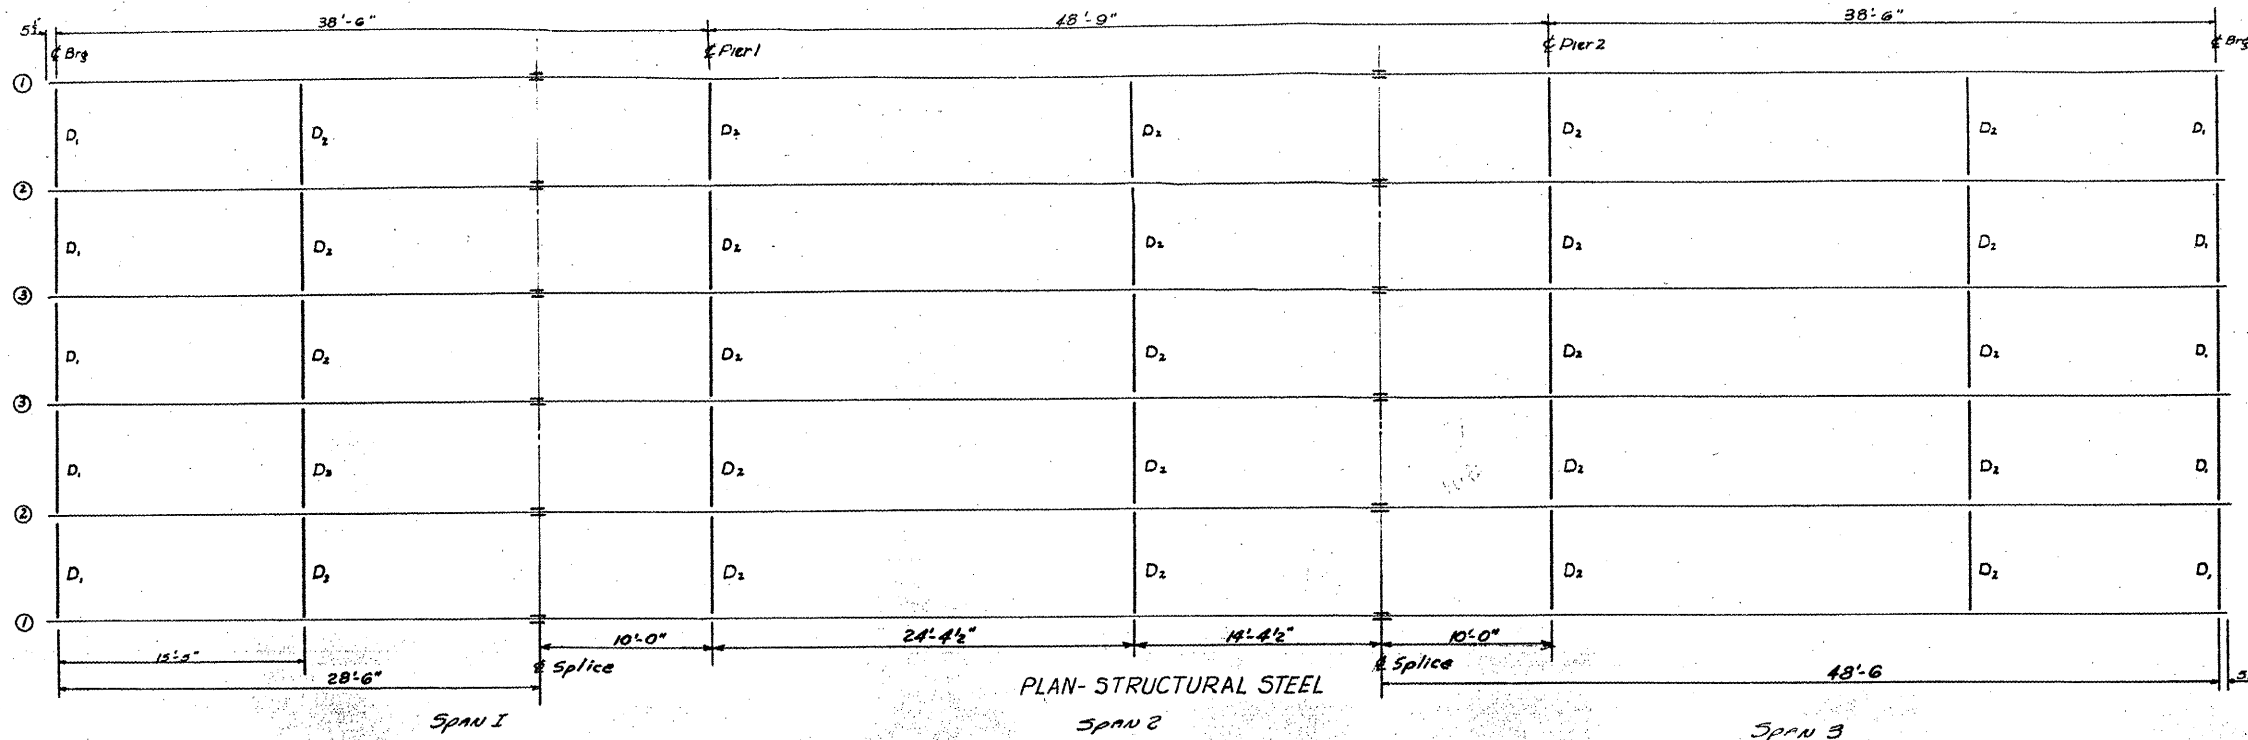 38'-6" 48'-9" 38'-6"
℄ Brg ℄ Pier 1 ℄ Pier 2 ℄ Brg
①
D₁ D₂ D₂ D₂ D₂ D₂ D₁
②
D₁ D₂ D₂ D₂ D₂ D₂ D₁
③
D₁ D₂ D₂ D₂ D₂ D₂ D₁
③
D₁ D₂ D₂ D₂ D₂ D₂ D₁
②
D₁ D₂ D₂ D₂ D₂ D₂ D₁
①
10'-0" 24'-4½" 14'-4½" 10'-0"
15'-5" ℄ Splice ℄ Splice
28'-6" 48'-6
PLAN- STRUCTURAL STEEL
SPAN I SPAN 2 SPAN 3